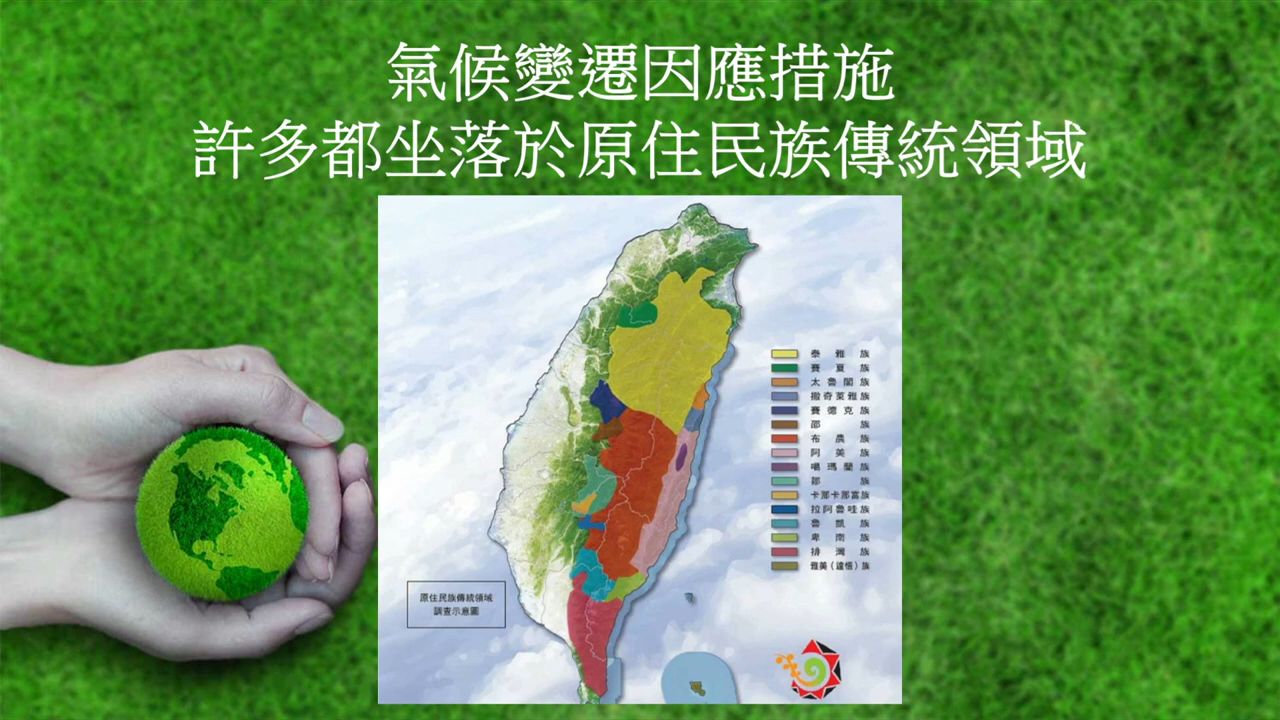 氣候變遷因應措施
許多都坐落於原住民族傳統領域
泰雅族
賽夏族
太魯閣族
撒奇萊雅族
賽德克族
邵族
布農族
阿美族
噶瑪蘭族
鄒族
卡那卡那富族
拉阿魯哇族
魯凱族
卑南族
排灣族
雅美(達悟)族
原住民族傳統領域
調查示意圖